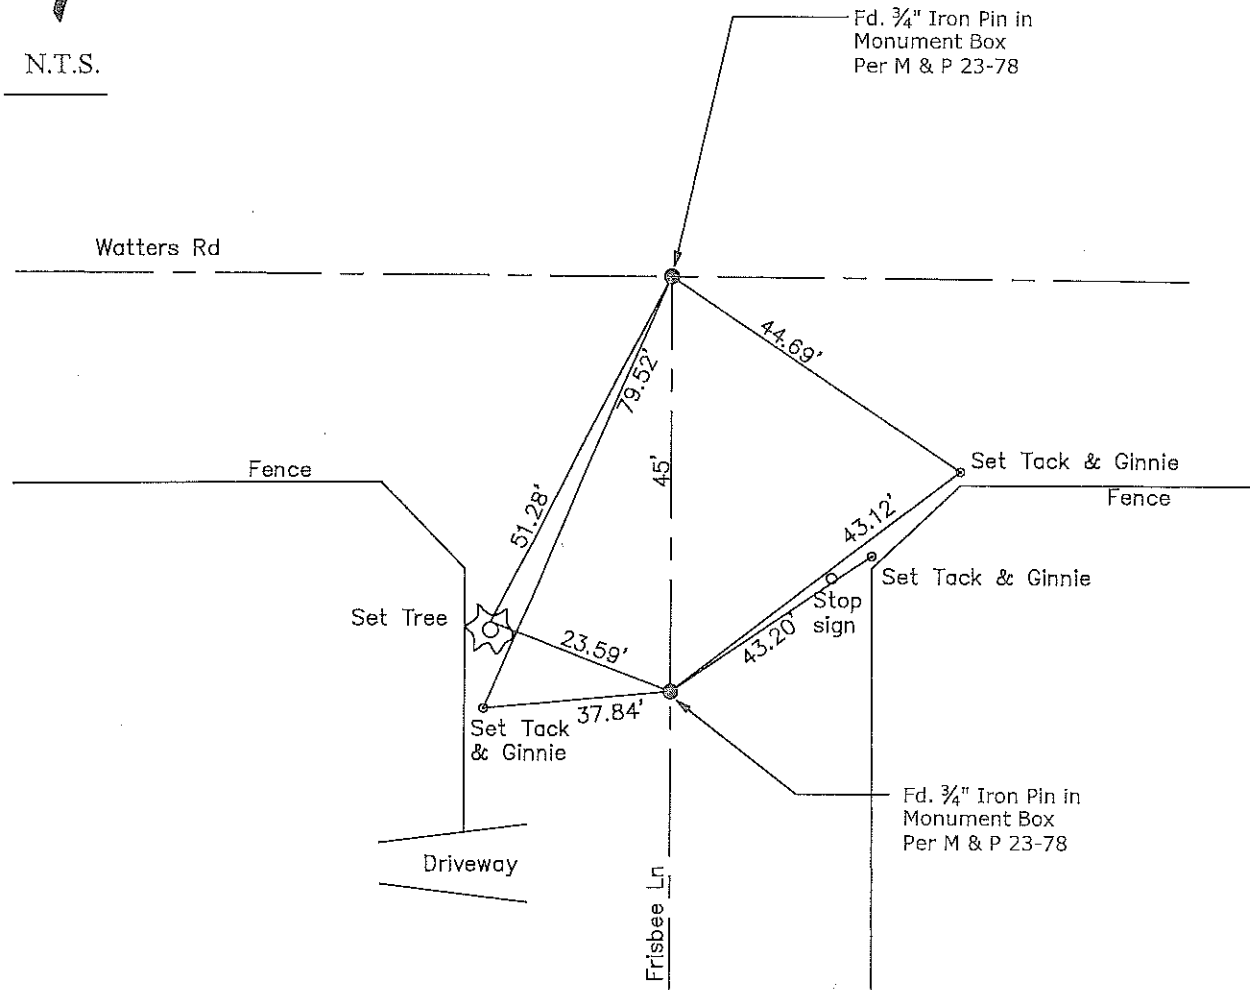 Fd. ¾" Iron Pin in
Monument Box
Per M & P 23-78
N.T.S.
Watters Rd
44.69'
79.52'
45'
Fence
Set Tack & Ginnie
Fence
51.28'
43.12'
Set Tack & Ginnie
Stop
sign
Set Tree
23.59'
43.20'
37.84'
Set Tack
& Ginnie
Fd. ¾" Iron Pin in
Monument Box
Per M & P 23-78
Driveway
Frisbee Ln